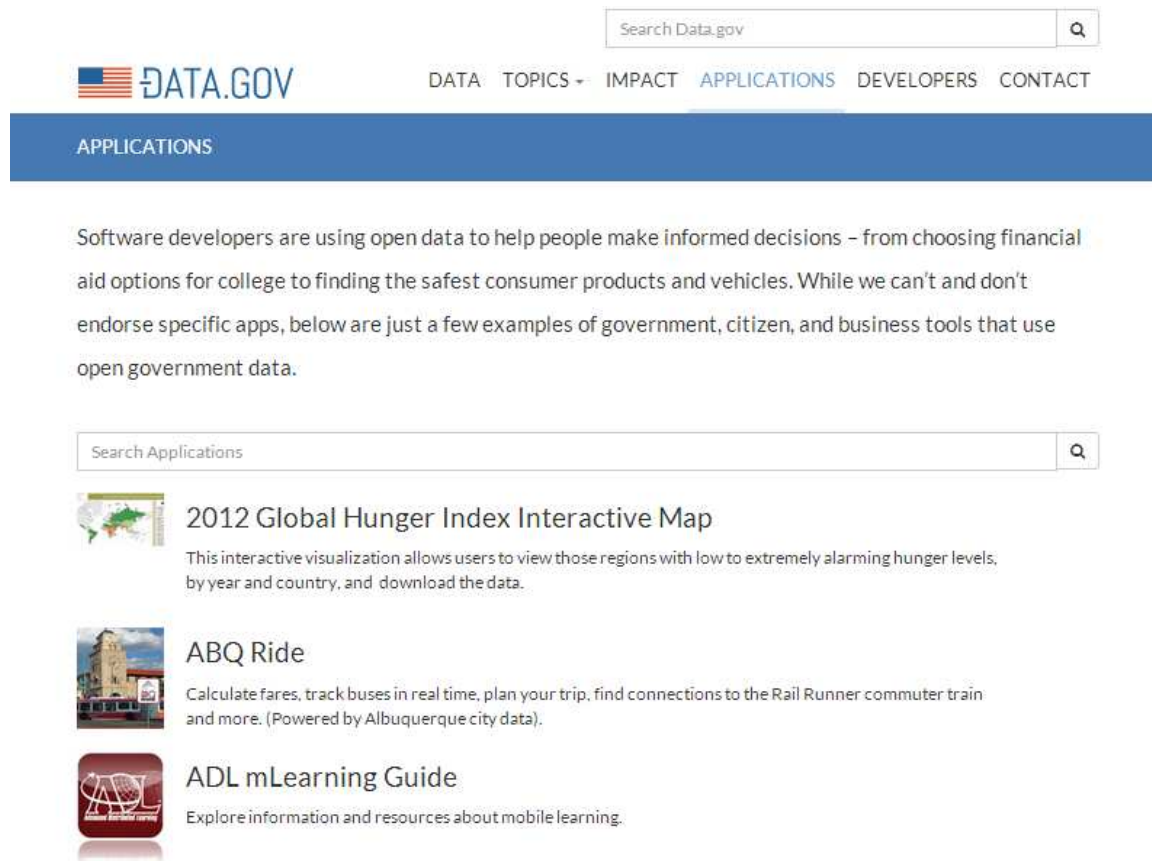 Search Data.gov
DATA.GOV
DATA TOPICS IMPACT APPLICATIONS DEVELOPERS CONTACT
APPLICATIONS
Software developers are using open data to help people make informed decisions – from choosing financial
aid options for college to finding the safest consumer products and vehicles. While we can't and don't
endorse specific apps, below are just a few examples of government, citizen, and business tools that use
open government data.
Search Applications
2012 Global Hunger Index Interactive Map
This interactive visualization allows users to view those regions with low to extremely alarming hunger levels,
by year and country, and download the data.
ABQ Ride
Calculate fares, track buses in real time, plan your trip, find connections to the Rail Runner commuter train
and more. (Powered by Albuquerque city data).
ADL
Advanced Distributed Learning
ADL mLearning Guide
Explore information and resources about mobile learning.